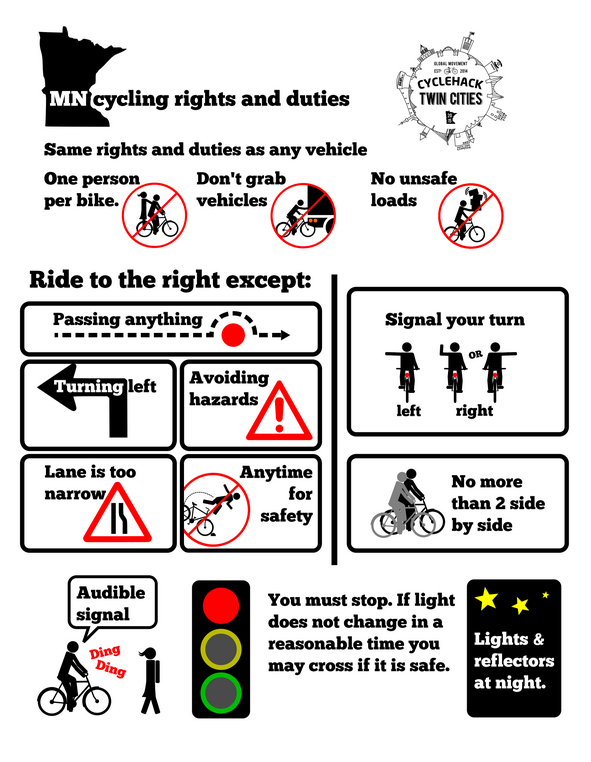 MN cycling rights and duties
GLOBAL MOVEMENT
EST 2014
CYCLEHACK
TWIN CITIES
Same rights and duties as any vehicle
One person
per bike.
Don't grab
vehicles
No unsafe
loads
Ride to the right except:
Passing anything
Turning left
Avoiding
hazards
Lane is too
narrow
Anytime
for
safety
Signal your turn
OR
left
right
No more
than 2 side
by side
Audible
signal
Ding
Ding
You must stop. If light
does not change in a
reasonable time you
may cross if it is safe.
Lights &
reflectors
at night.